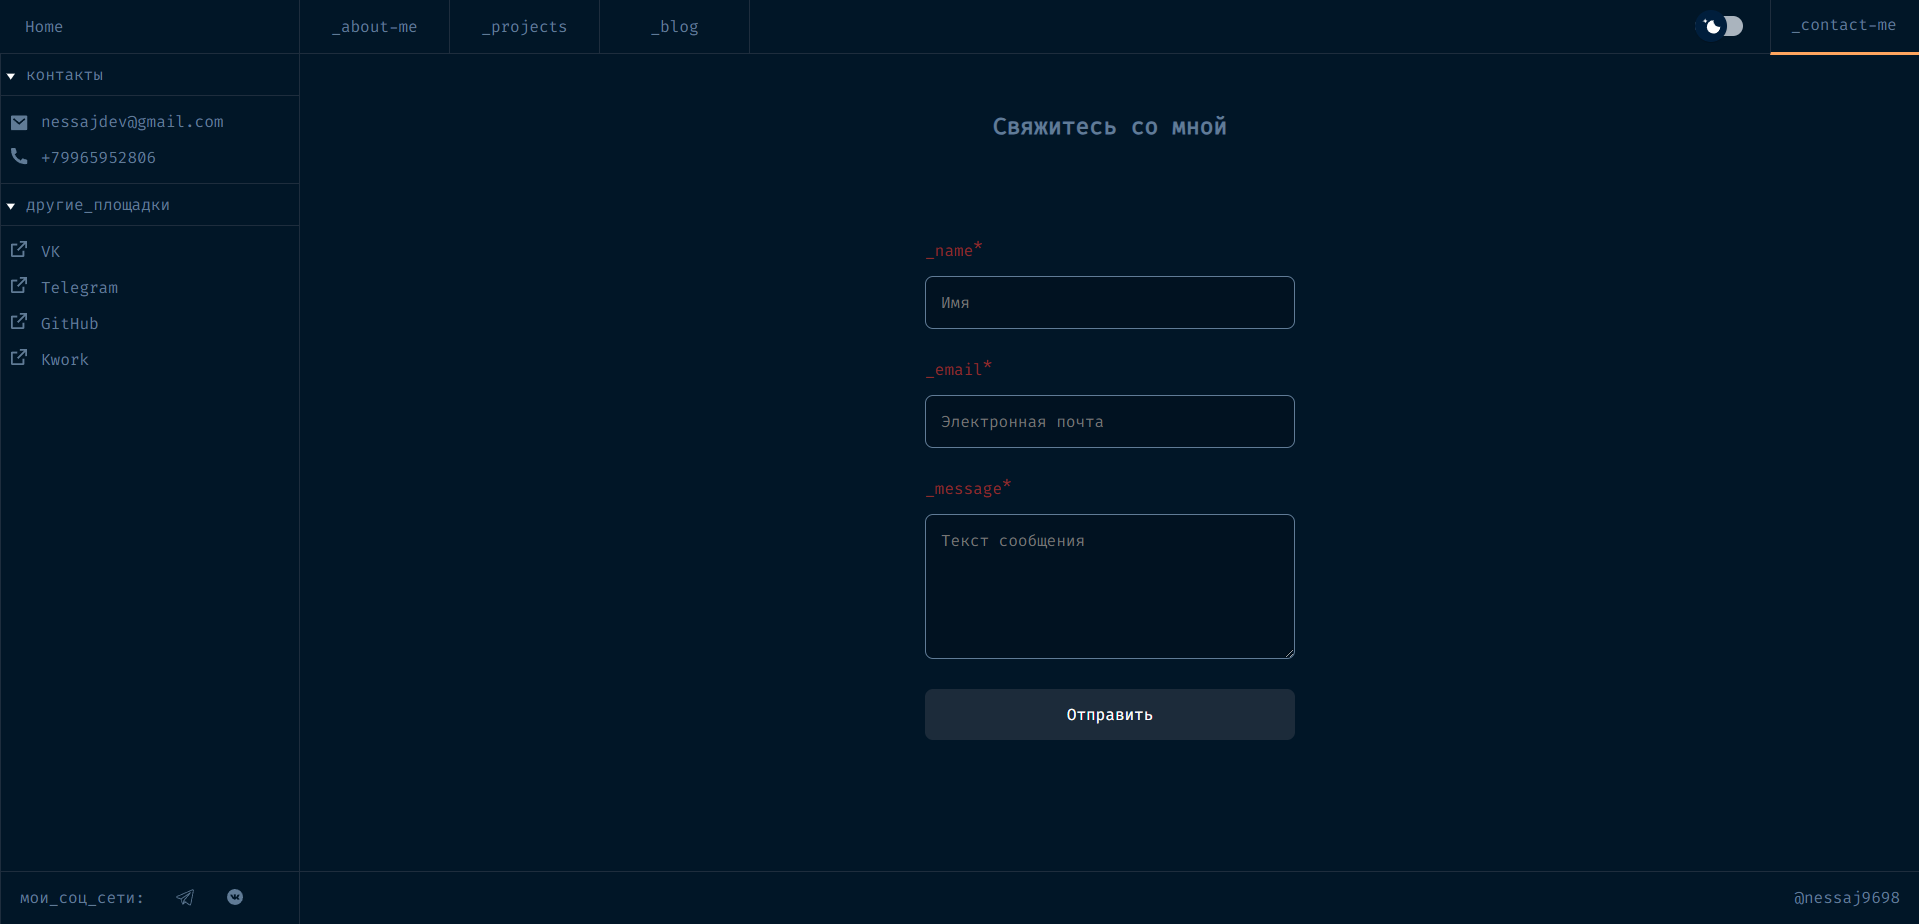 Home
_about-me
_projects
_blog
_contact-me
контакты
nessajdev@gmail.com
+79965952806
другие_площадки
VK
Telegram
GitHub
Kwork
Свяжитесь со мной
_name*
Имя
_email*
Электронная почта
_message*
Текст сообщения
Отправить
мои_соц_сети:
@nessaj9698